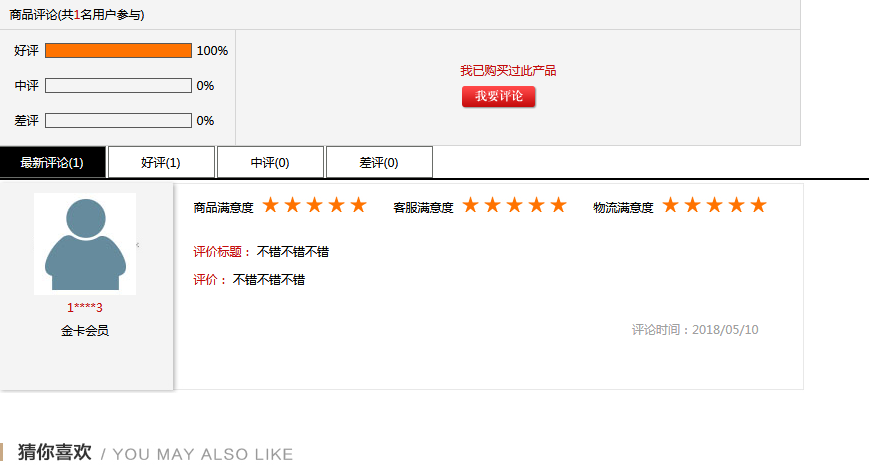 商品评论(共1名用户参与)
好评 100%
中评 0%
差评 0%
我已购买过此产品
我要评论
最新评论(1) 好评(1) 中评(0) 差评(0)
商品满意度 ★★★★★ 客服满意度 ★★★★★ 物流满意度 ★★★★★
1****3
金卡会员
评价标题： 不错不错不错
评价： 不错不错不错
评论时间：2018/05/10
猜你喜欢 / YOU MAY ALSO LIKE